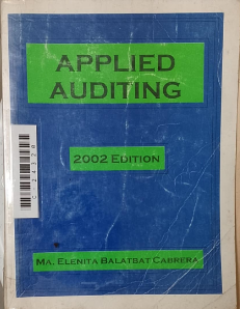 APPLIED
AUDITING
2002 EDITION
MA. ELENITA BALATBAT CABRERA